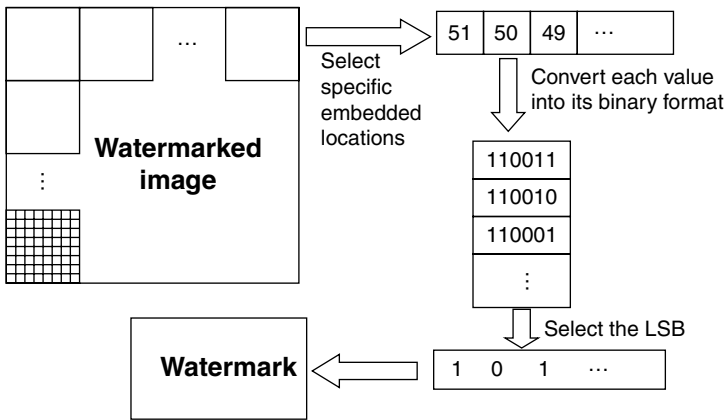 ...
51 50 49 ...
Select
specific
embedded
locations
Convert each value
into its binary format
Watermarked
image
⋮
110011
110010
110001
⋮
Select the LSB
1 0 1 ...
Watermark